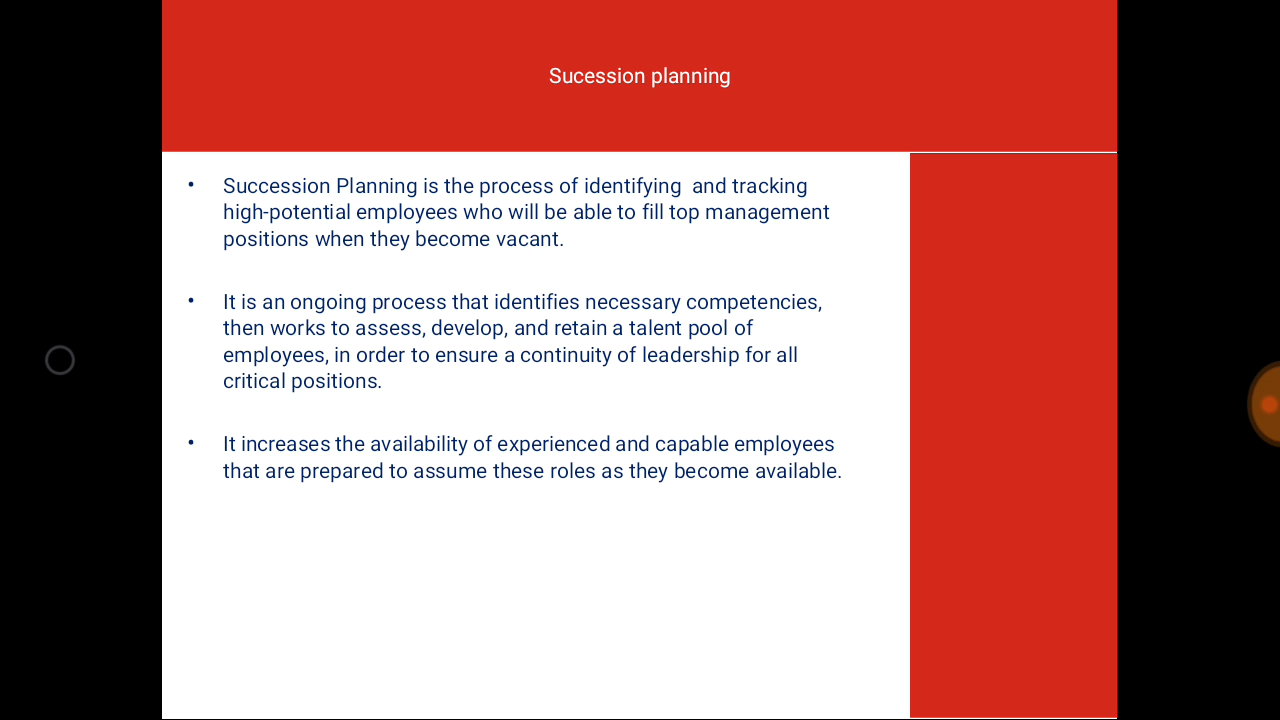 Sucession planning
• Succession Planning is the process of identifying  and tracking
high-potential employees who will be able to fill top management
positions when they become vacant.
• It is an ongoing process that identifies necessary competencies,
then works to assess, develop, and retain a talent pool of
employees, in order to ensure a continuity of leadership for all
critical positions.
• It increases the availability of experienced and capable employees
that are prepared to assume these roles as they become available.